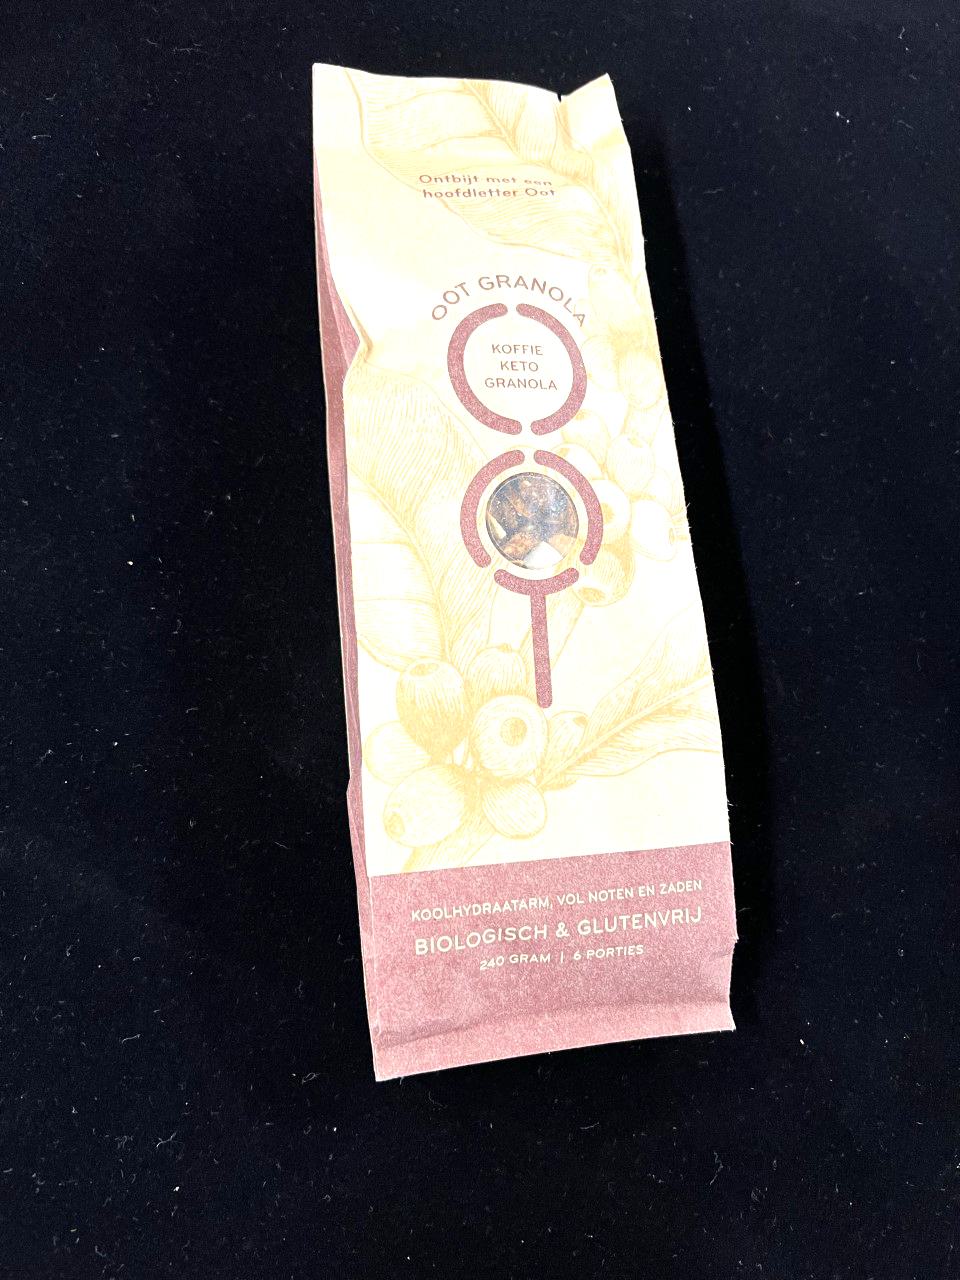 Ontbijt met een
hoofdletter Oot
OOT GRANOLA
KOFFIE
KETO
GRANOLA
KOOLHYDRAATARM, VOL NOTEN EN ZADEN
BIOLOGISCH & GLUTENVRIJ
240 GRAM | 6 PORTIES